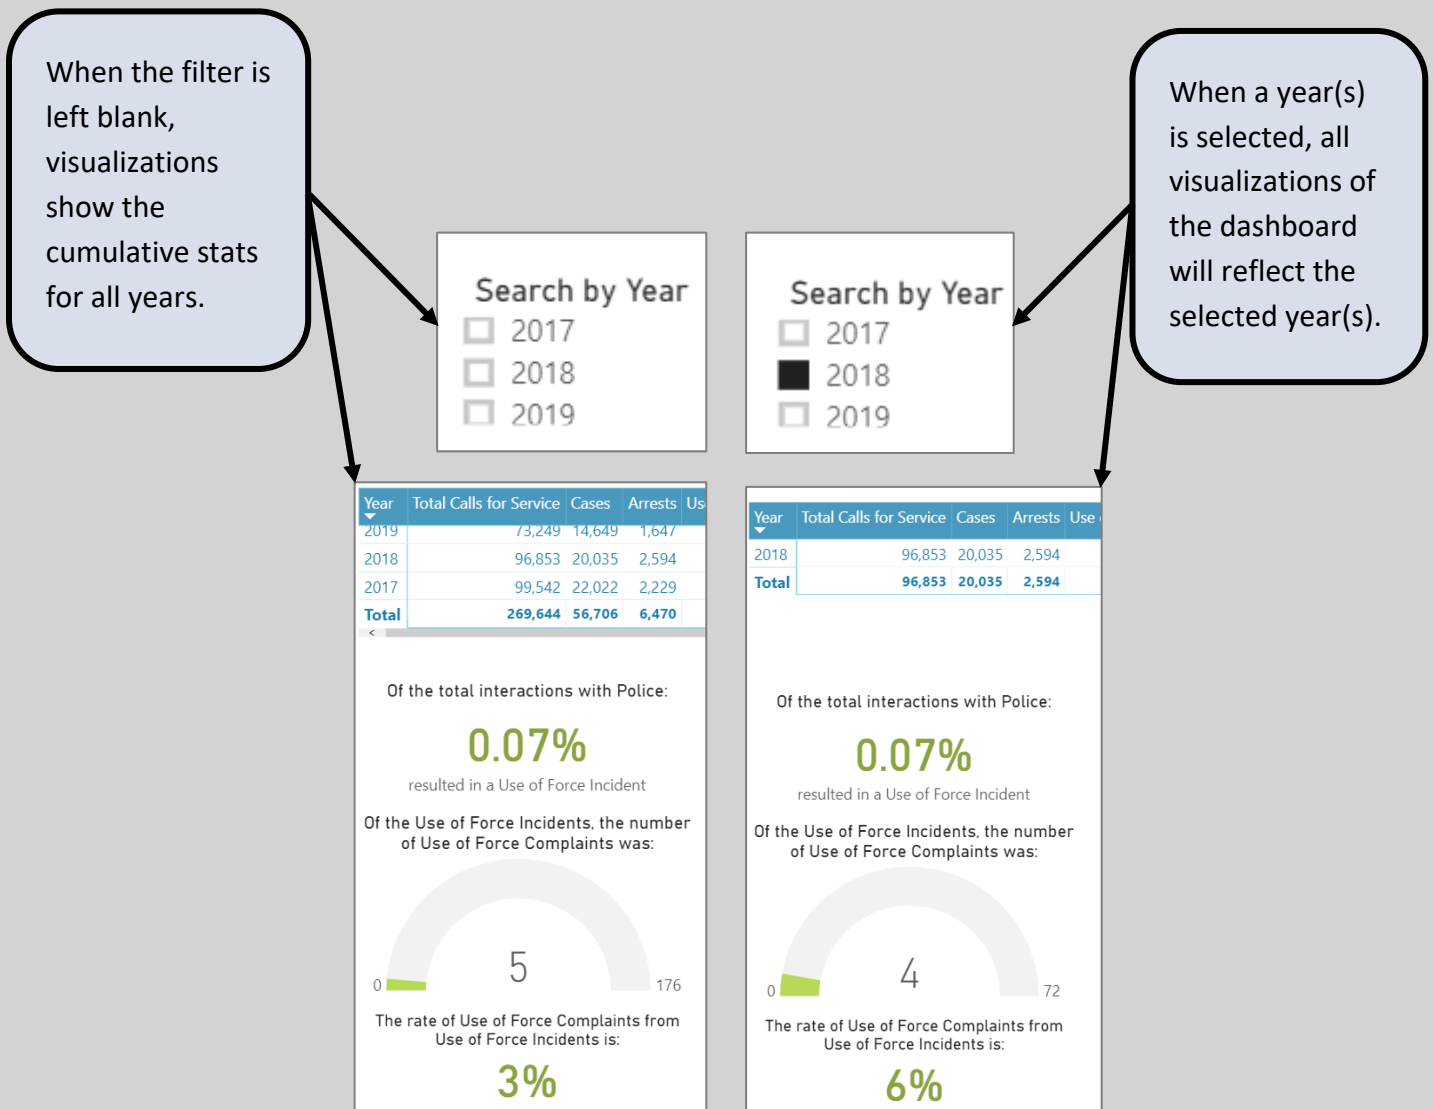 When the filter is
left blank,
visualizations
show the
cumulative stats
for all years.
When a year(s)
is selected, all
visualizations of
the dashboard
will reflect the
selected year(s).
Search by Year
2017
2018
2019
Search by Year
2017
2018
2019
Year Total Calls for Service Cases Arrests Us
2019 73,249 14,649 1,647
2018 96,853 20,035 2,594
2017 99,542 22,022 2,229
Total 269,644 56,706 6,470
Of the total interactions with Police:
0.07%
resulted in a Use of Force Incident
Of the Use of Force Incidents, the number
of Use of Force Complaints was:
5
0 176
The rate of Use of Force Complaints from
Use of Force Incidents is:
3%
Year Total Calls for Service Cases Arrests Use
2018 96,853 20,035 2,594
Total 96,853 20,035 2,594
Of the total interactions with Police:
0.07%
resulted in a Use of Force Incident
Of the Use of Force Incidents, the number
of Use of Force Complaints was:
4
0 72
The rate of Use of Force Complaints from
Use of Force Incidents is:
6%